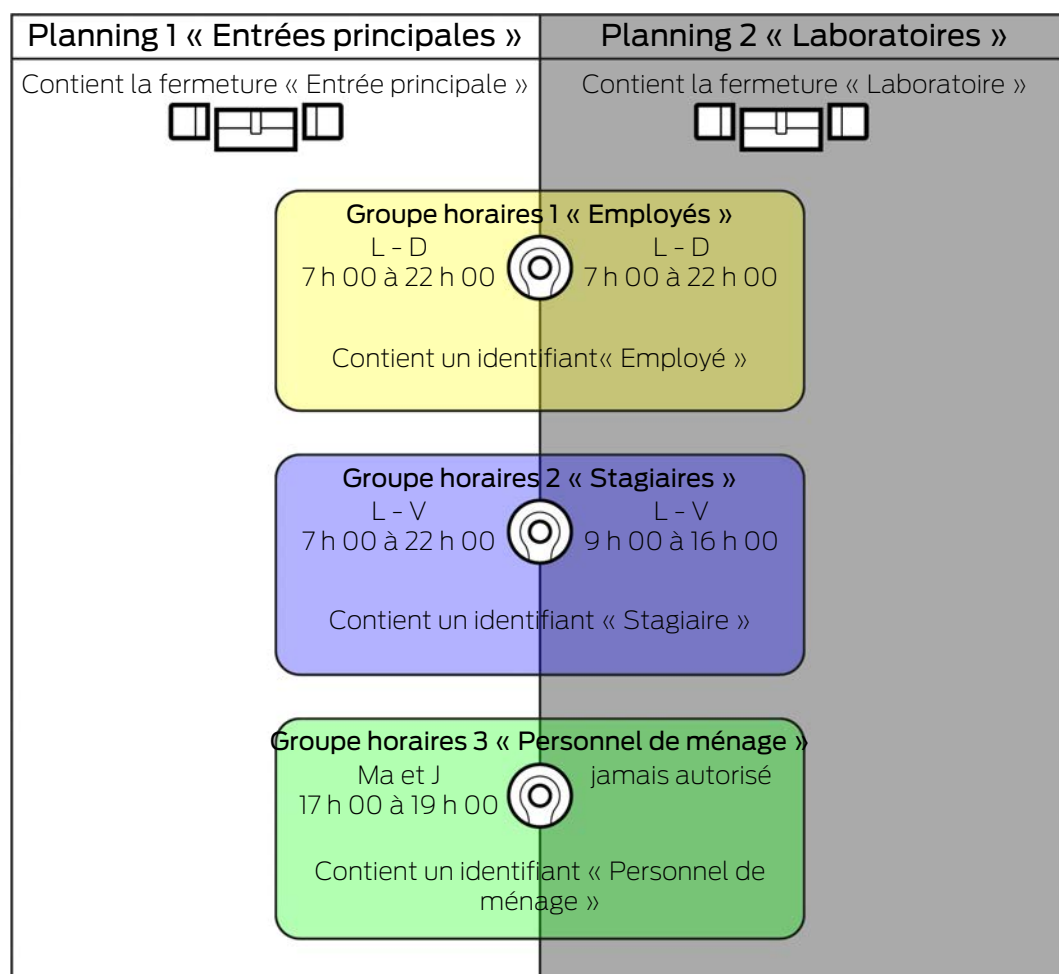 Planning 1 « Entrées principales »
Planning 2 « Laboratoires »
Contient la fermeture « Entrée principale »
Contient la fermeture « Laboratoire »
Groupe horaires 1 « Employés »
L - D
7 h 00 à 22 h 00
L - D
7 h 00 à 22 h 00
Contient un identifiant« Employé »
Groupe horaires 2 « Stagiaires »
L - V
7 h 00 à 22 h 00
L - V
9 h 00 à 16 h 00
Contient un identifiant « Stagiaire »
Groupe horaires 3 « Personnel de ménage »
Ma et J
17 h 00 à 19 h 00
jamais autorisé
Contient un identifiant « Personnel de
ménage »